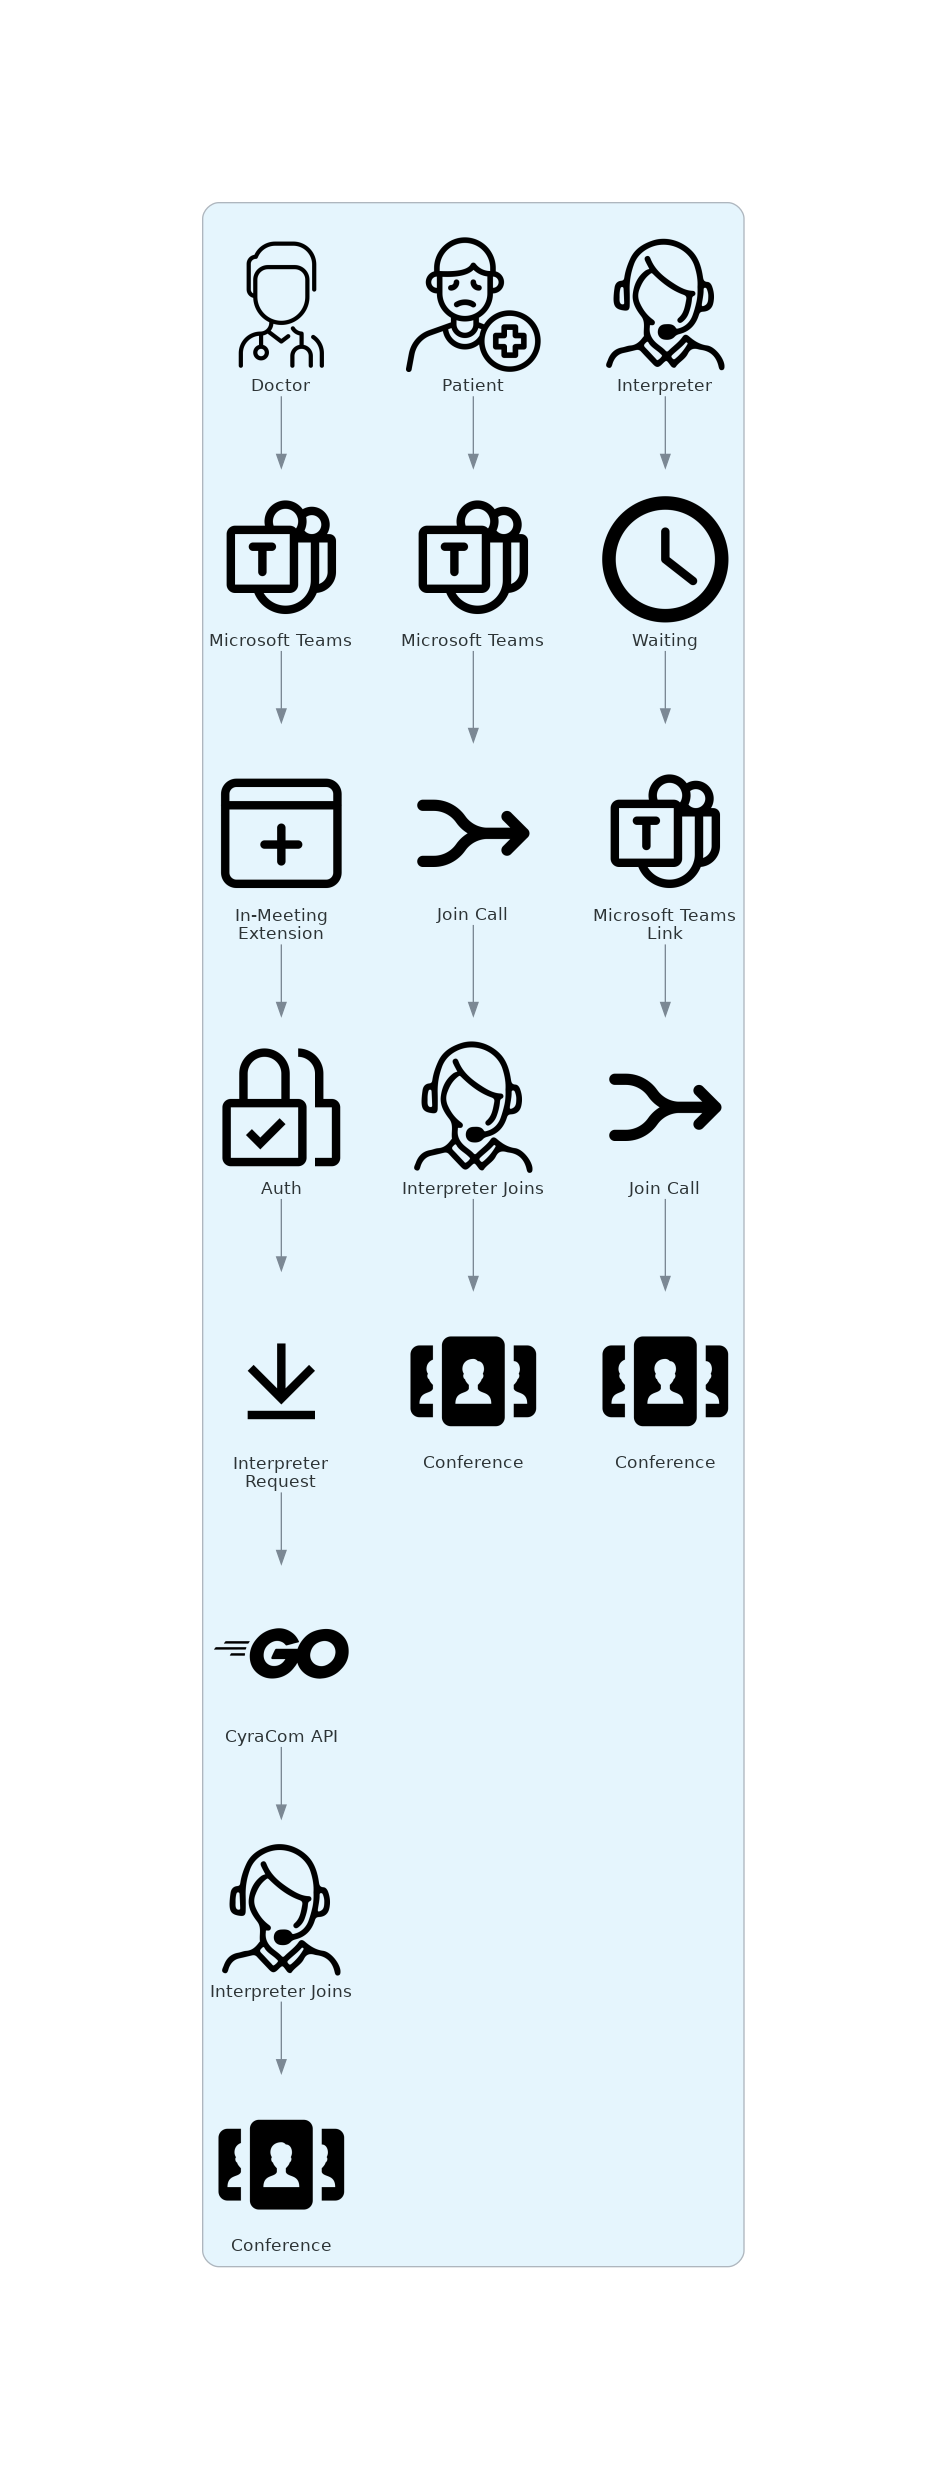 Doctor
Patient
Interpreter
T
T
Microsoft Teams
Microsoft Teams
Waiting
T
In-Meeting
Extension
Join Call
Microsoft Teams
Link
Auth
Interpreter Joins
Join Call
Interpreter
Request
Conference
Conference
GO
CyraCom API
Interpreter Joins
Conference